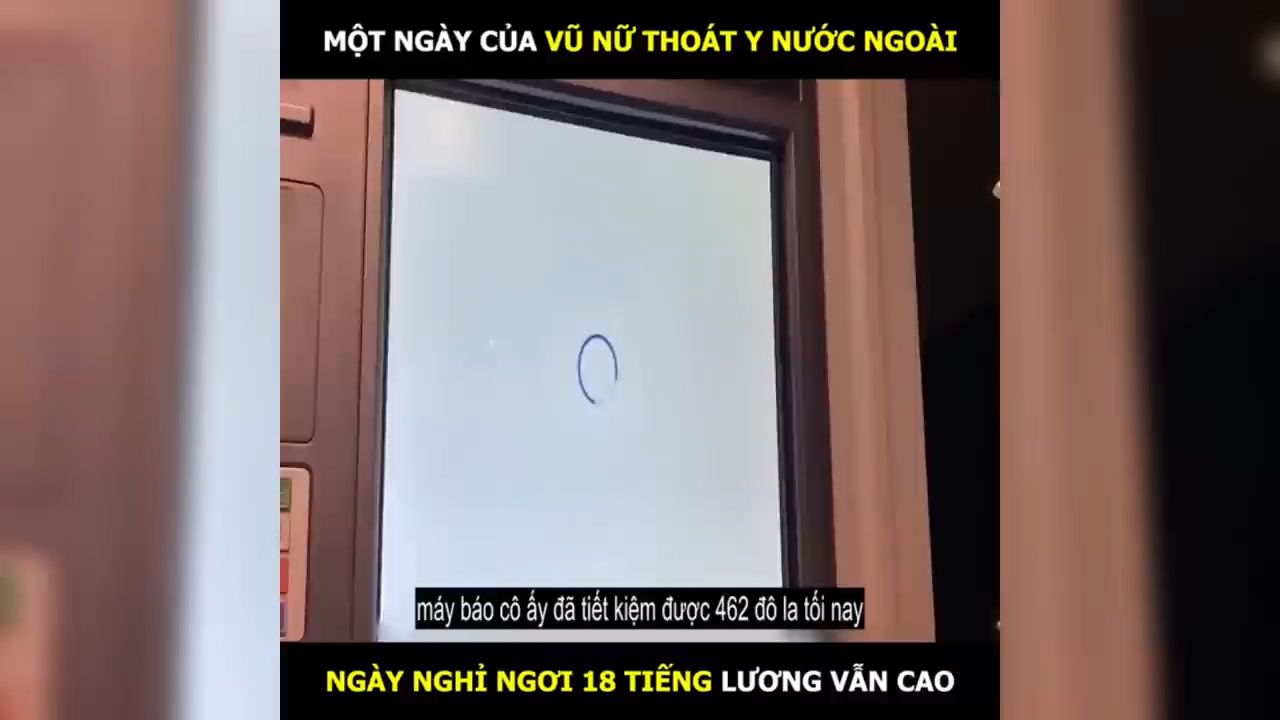 MỘT NGÀY CỦA VŨ NỮ THOÁT Y NƯỚC NGOÀI
máy báo cô ấy đã tiết kiệm được 462 đô la tối nay
NGÀY NGHỈ NGƠI 18 TIẾNG LƯƠNG VẪN CAO